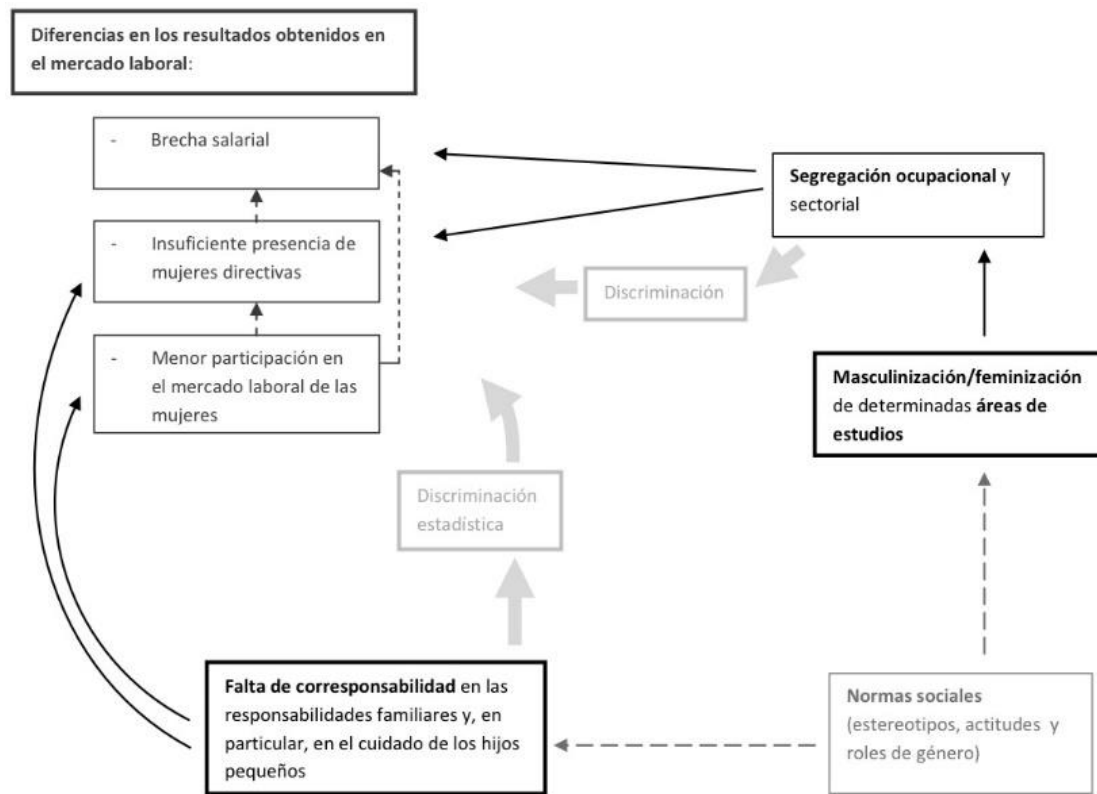 Diferencias en los resultados obtenidos en
el mercado laboral:
- Brecha salarial
- Insuficiente presencia de
mujeres directivas
- Menor participación en
el mercado laboral de las
mujeres
Segregación ocupacional y
sectorial
Discriminación
Masculinización/feminización
de determinadas áreas de
estudios
Discriminación
estadística
Falta de corresponsabilidad en las
responsabilidades familiares y, en
particular, en el cuidado de los hijos
pequeños
Normas sociales
(estereotipos, actitudes y
roles de género)